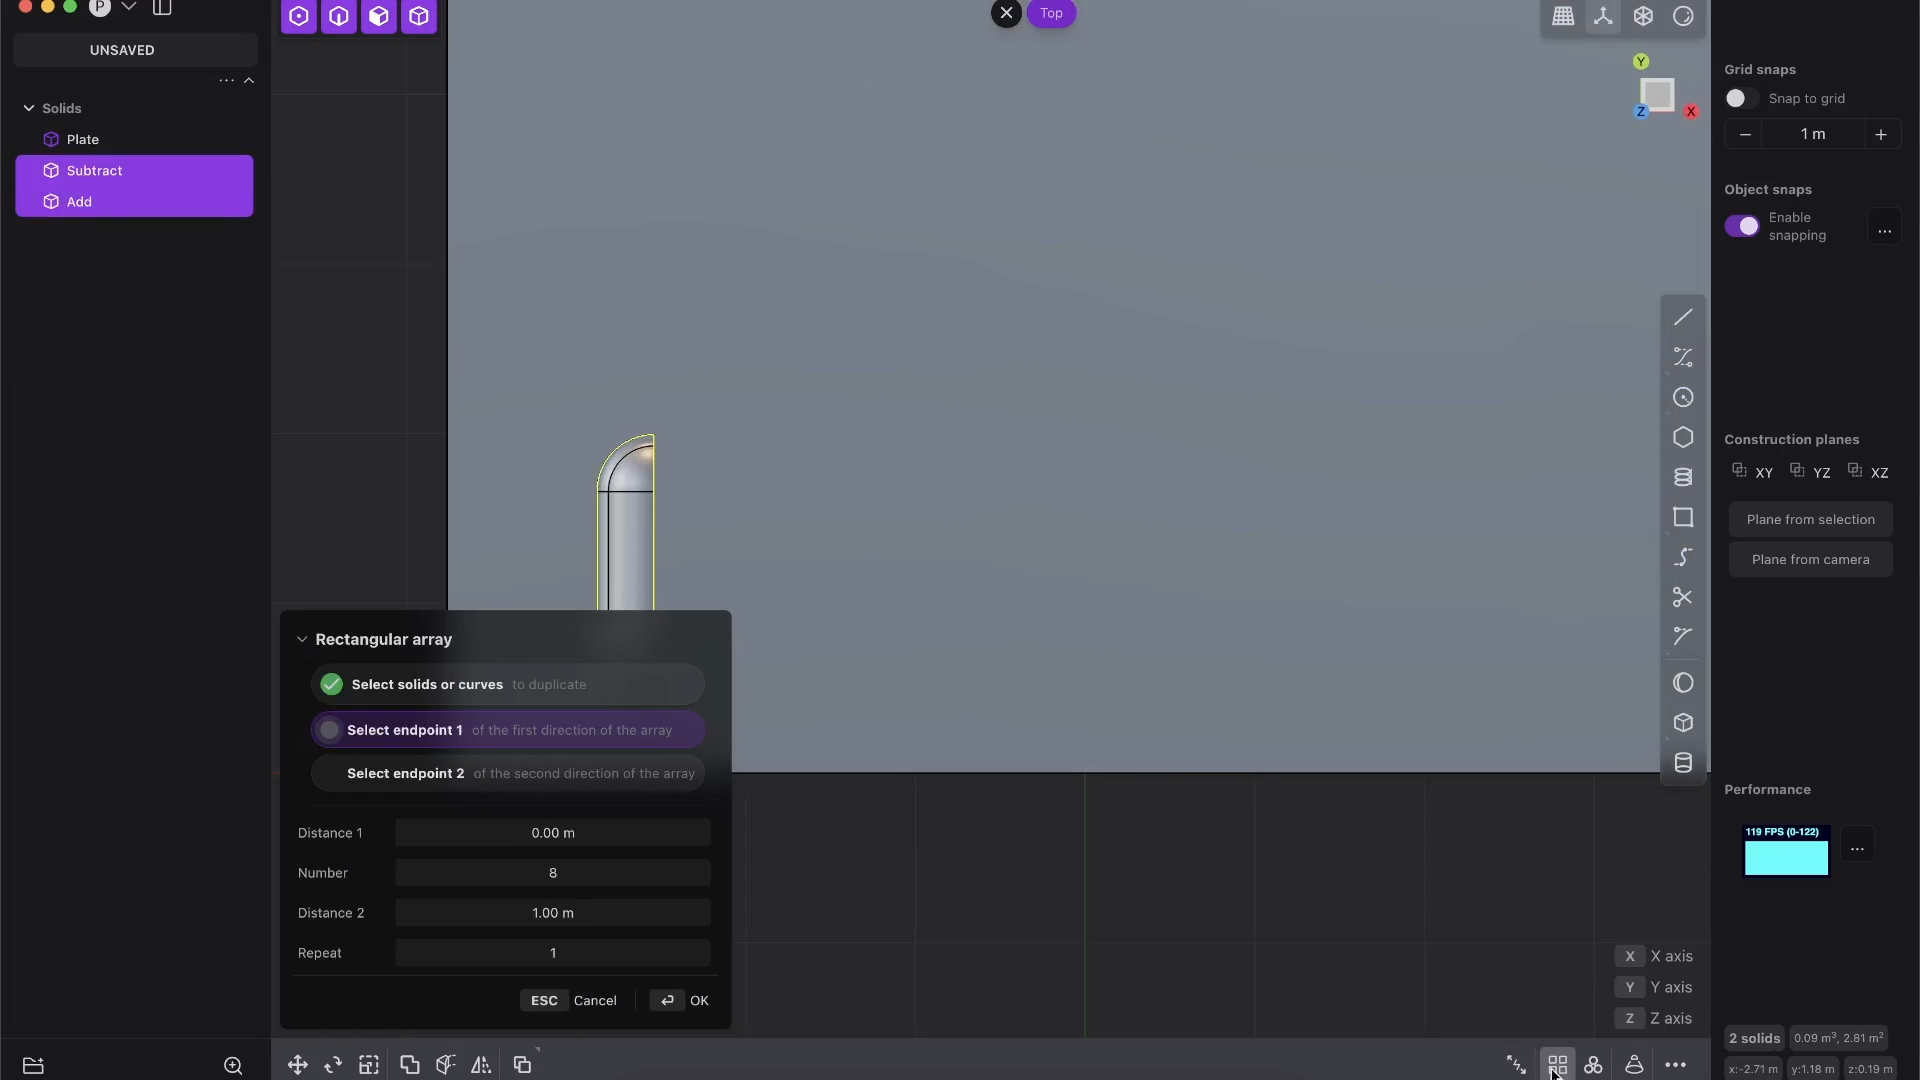 P
UNSAVED
Solids
Plate
Subtract
Add
Top
Y
Z
X
Grid snaps
Snap to grid
1 m
Object snaps
Enable
snapping
Construction planes
XY
YZ
XZ
Plane from selection
Plane from camera
Performance
119 FPS (0-122)
Rectangular array
Select solids or curves to duplicate
Select endpoint 1 of the first direction of the array
Select endpoint 2 of the second direction of the array
Distance 1 0.00 m
Number 8
Distance 2 1.00 m
Repeat 1
ESC Cancel
OK
X X axis
Y Y axis
Z Z axis
2 solids 0.09 m³, 2.81 m²
x:-2.71 m y:1.18 m z:0.19 m